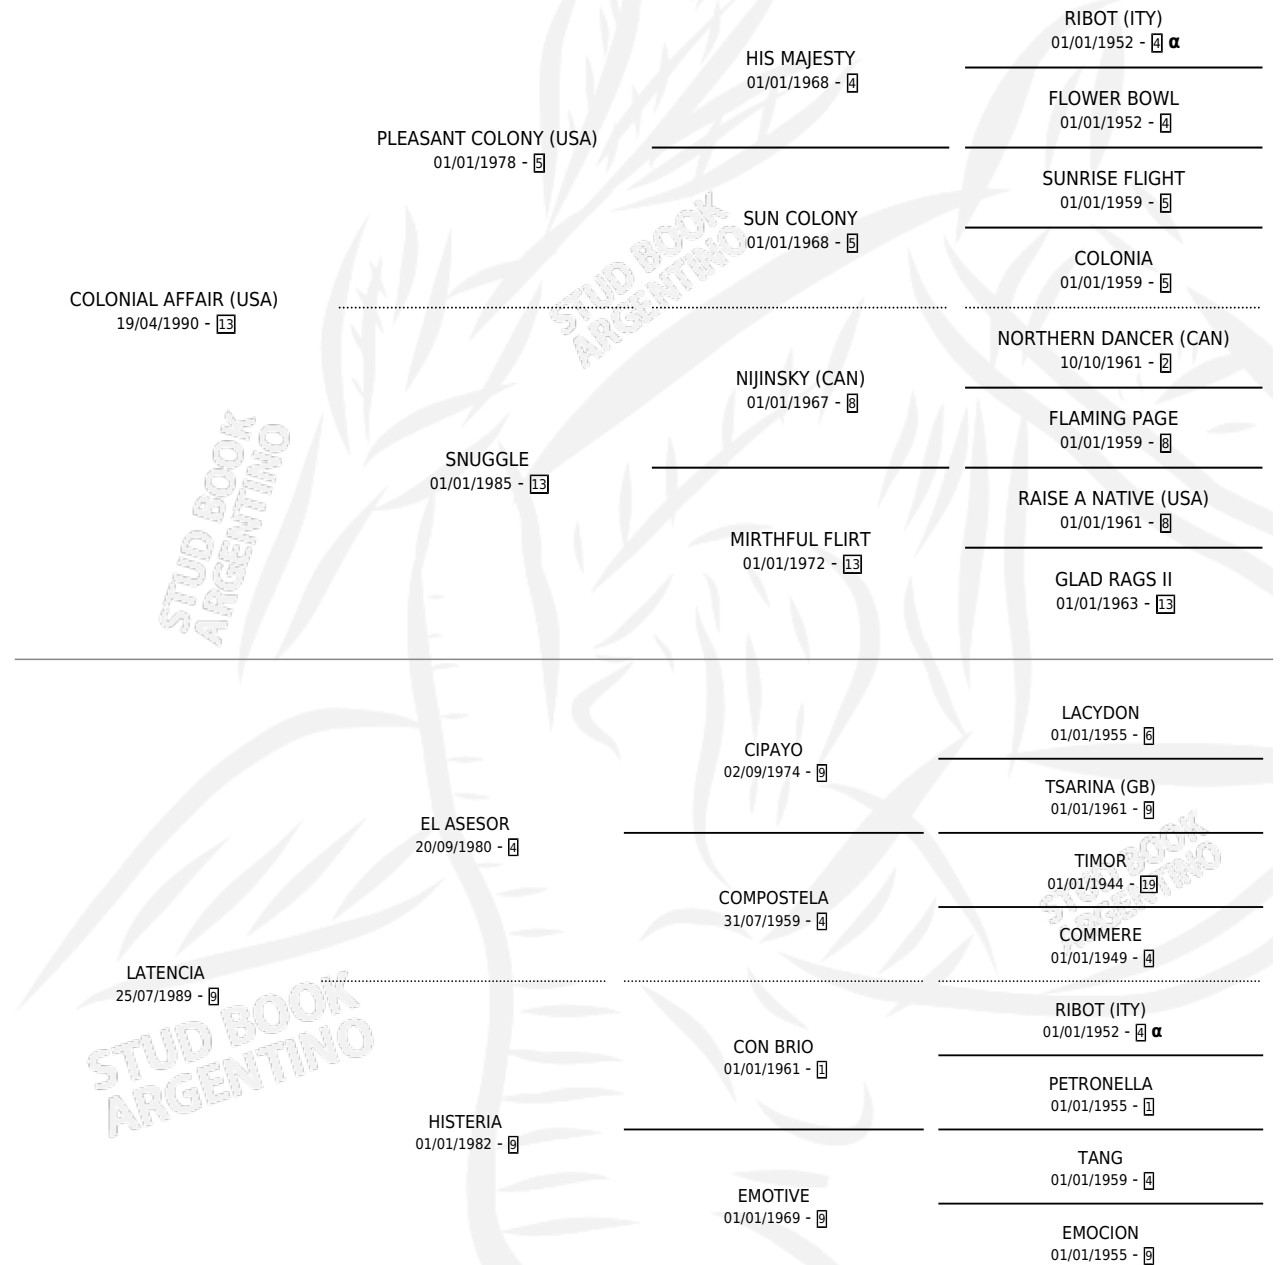 RIBOT (ITY)
01/01/1952 - 4 α
HIS MAJESTY
01/01/1968 - 4
FLOWER BOWL
01/01/1952 - 4
PLEASANT COLONY (USA)
01/01/1978 - 5
SUNRISE FLIGHT
01/01/1959 - 5
SUN COLONY
01/01/1968 - 5
COLONIA
01/01/1959 - 5
COLONIAL AFFAIR (USA)
19/04/1990 - 13
NORTHERN DANCER (CAN)
10/10/1961 - 2
NIJINSKY (CAN)
01/01/1967 - 8
FLAMING PAGE
01/01/1959 - 8
SNUGGLE
01/01/1985 - 13
RAISE A NATIVE (USA)
01/01/1961 - 8
MIRTHFUL FLIRT
01/01/1972 - 13
GLAD RAGS II
01/01/1963 - 13
LACYDON
01/01/1955 - 6
CIPAYO
02/09/1974 - 9
TSARINA (GB)
01/01/1961 - 9
EL ASESOR
20/09/1980 - 4
TIMOR
01/01/1944 - 19
COMPOSTELA
31/07/1959 - 4
COMMERE
01/01/1949 - 4
LATENCIA
25/07/1989 - 9
RIBOT (ITY)
01/01/1952 - 4 α
CON BRIO
01/01/1961 - 1
PETRONELLA
01/01/1955 - 1
HISTERIA
01/01/1982 - 9
TANG
01/01/1959 - 4
EMOTIVE
01/01/1969 - 9
EMOCION
01/01/1955 - 9
STUD BOOK
ARGENTINO
STUD BOOK
ARGENTINO
STUD BOOK
ARGENTINO
STUD BOOK
ARGENTINO